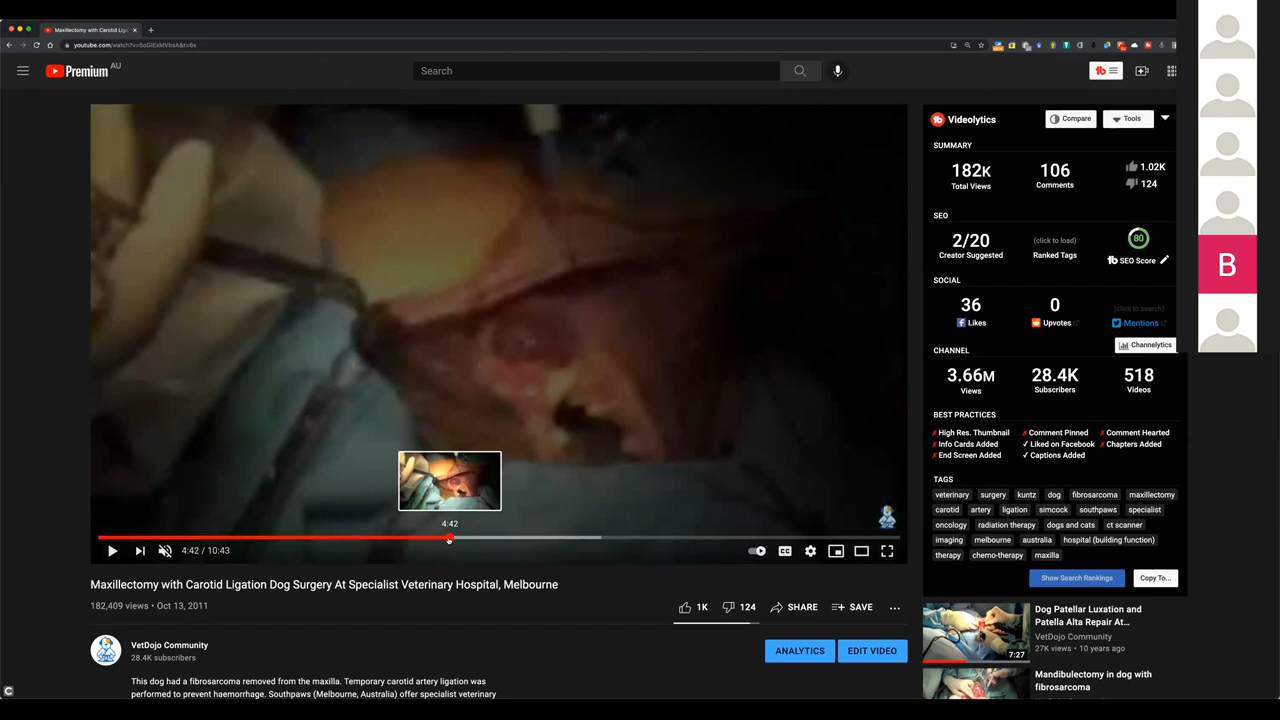 Maxillectomy with Carotid Liga
youtube.com/watch?v=5oGlExMVbsA&t=6s
Premium AU
Search
4:42
4:42 / 10:43
Maxillectomy with Carotid Ligation Dog Surgery At Specialist Veterinary Hospital, Melbourne
182,409 views • Oct 13, 2011
1K
124
SHARE
SAVE
VetDojo Community
28.4K subscribers
ANALYTICS
EDIT VIDEO
This dog had a fibrosarcoma removed from the maxilla. Temporary carotid artery ligation was
performed to prevent haemorrhage. Southpaws (Melbourne, Australia) offer specialist veterinary
Videolytics
Compare
Tools
SUMMARY
182K
Total Views
106
Comments
1.02K
124
SEO
2/20
Creator Suggested
(click to load)
Ranked Tags
80
SEO Score
SOCIAL
36
Likes
0
Upvotes
(click to search)
Mentions
CHANNEL
Channelytics
3.66M
Views
28.4K
Subscribers
518
Videos
BEST PRACTICES
✗ High Res. Thumbnail ✗ Comment Pinned ✗ Comment Hearted
✗ Info Cards Added ✓ Liked on Facebook ✗ Chapters Added
✗ End Screen Added ✓ Captions Added
TAGS
veterinary surgery kuntz dog fibrosarcoma maxillectomy
carotid artery ligation simcock southpaws specialist
oncology radiation therapy dogs and cats ct scanner
imaging melbourne australia hospital (building function)
therapy chemo-therapy maxilla
Show Search Rankings
Copy To...
Dog Patellar Luxation and
Patella Alta Repair At...
VetDojo Community
27K views • 10 years ago
7:27
Mandibulectomy in dog with
fibrosarcoma
B